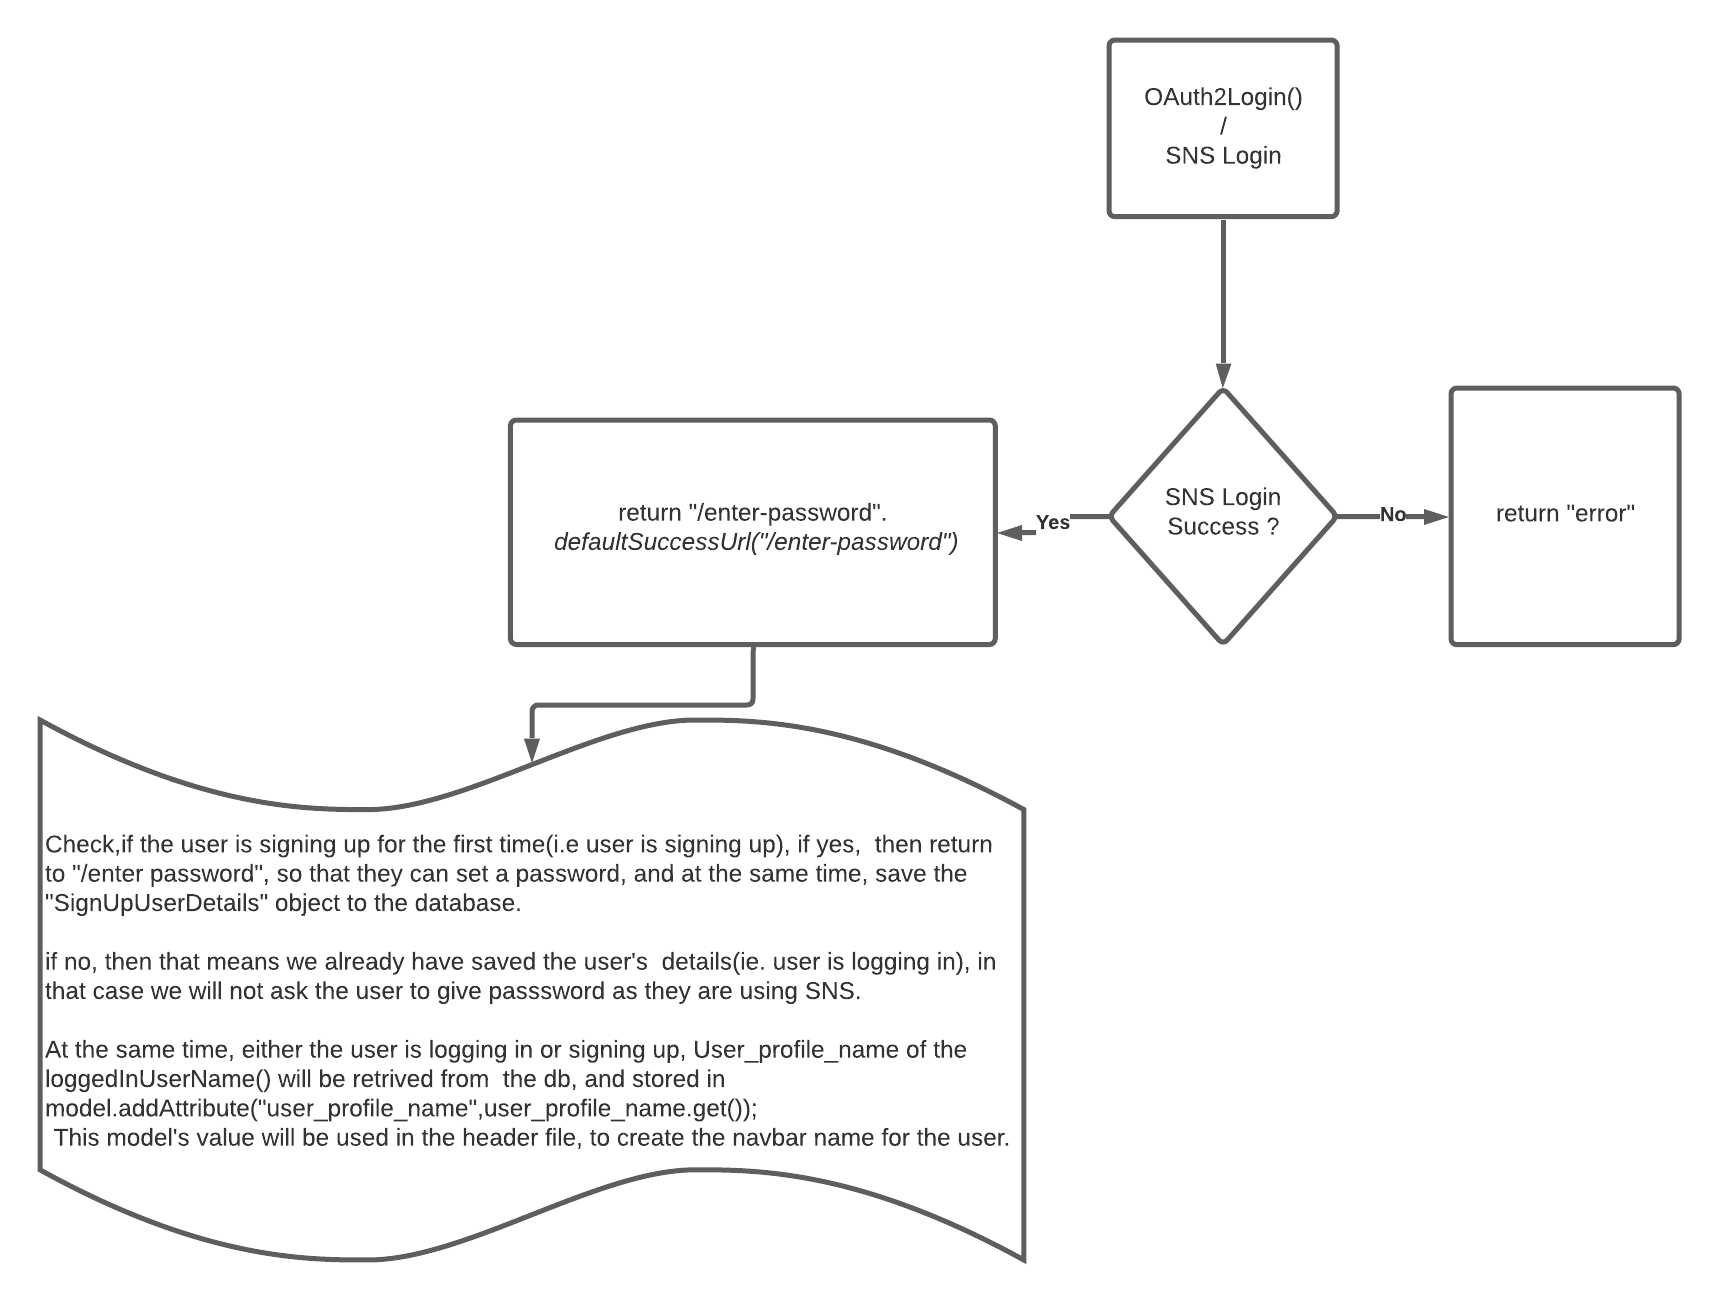 OAuth2Login()
/
SNS Login
SNS Login
Success ?
Yes
No
return "/enter-password".
defaultSuccessUrl("/enter-password")
return "error"
Check,if the user is signing up for the first time(i.e user is signing up), if yes,  then return
to "/enter password", so that they can set a password, and at the same time, save the
"SignUpUserDetails" object to the database.
if no, then that means we already have saved the user's  details(ie. user is logging in), in
that case we will not ask the user to give passsword as they are using SNS.
At the same time, either the user is logging in or signing up, User_profile_name of the
loggedInUserName() will be retrived from  the db, and stored in
model.addAttribute("user_profile_name",user_profile_name.get());
This model's value will be used in the header file, to create the navbar name for the user.